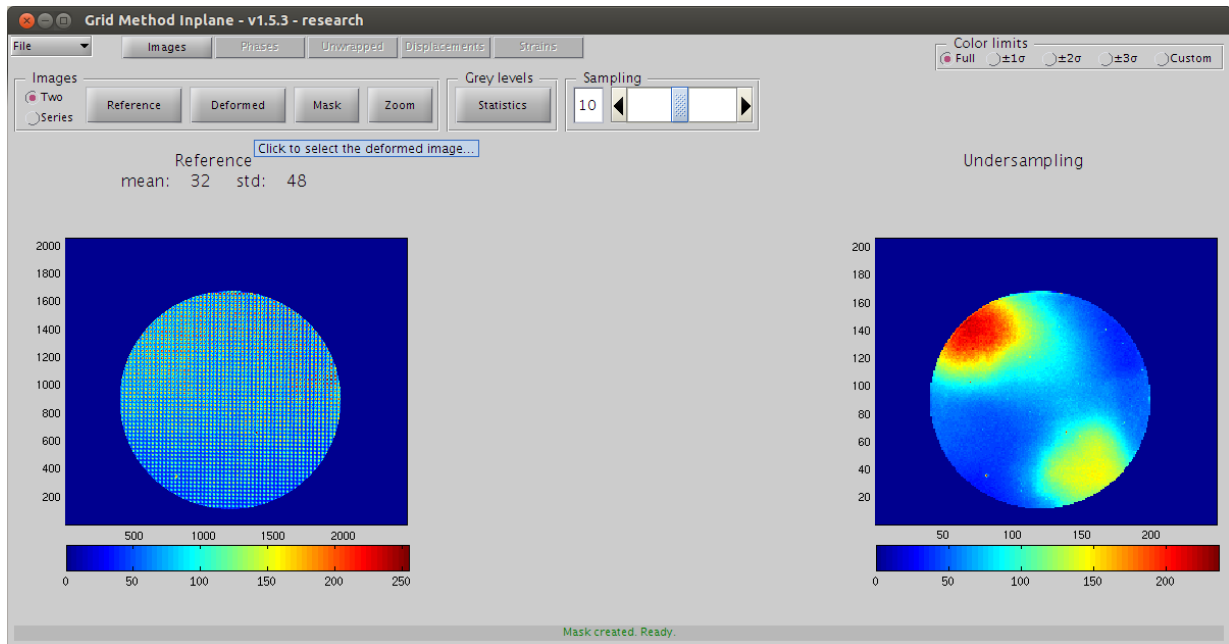 Grid Method Inplane - v1.5.3 - research
File Images Phases Unwrapped Displacements Strains
Color limits
Full ±1σ ±2σ ±3σ Custom
Images Grey levels Sampling
Two
Series
Reference Deformed Mask Zoom Statistics 10
Click to select the deformed image...
Reference
mean: 32 std: 48
Undersampling
2000
1800
1600
1400
1200
1000
800
600
400
200
500 1000 1500 2000
0 50 100 150 200 250
200
180
160
140
120
100
80
60
40
20
50 100 150 200
0 50 100 150 200
Mask created. Ready.